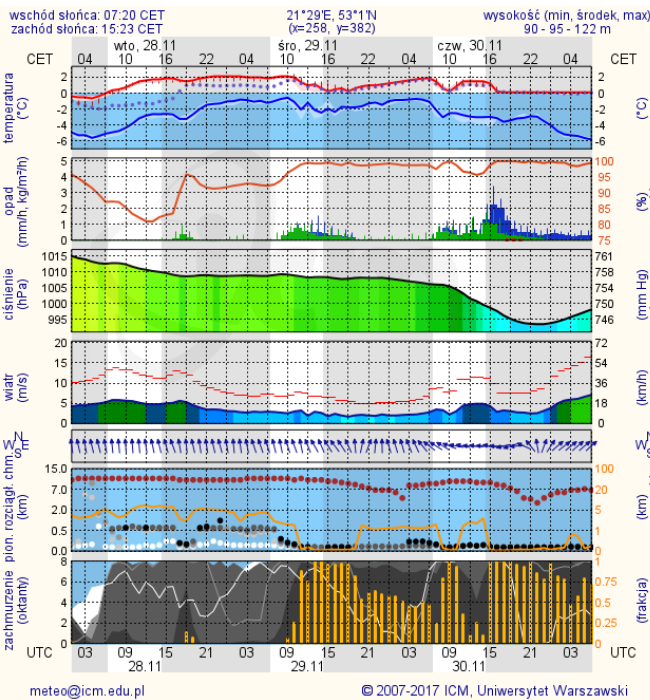 wschód słońca: 07:20 CET
21°29'E, 53°1'N
wysokość (min, środek, max)
zachód słońca: 15:23 CET
(x=258, y=382)
90 - 95 - 122 m
wto, 28.11
śro, 29.11
czw, 30.11
CET 04 10 16 22 04 10 16 22 04 10 16 22 04 CET
temperatura
(°C)
2
0
-2
-4
-6
2
0
-2
-4
-6
(°C)
opad
(mm/h, kg/m²/h)
5
4
3
2
1
0
100
95
90
85
80
75
(%)
ciśnienie
(hPa)
1015
1010
1005
1000
995
761
758
754
750
746
(mm Hg)
wiatr
(m/s)
20
15
10
5
0
72
54
36
18
0
(km/h)
N
W E
S
N
W
S
pion. rozciągł. chm.
(km)
15.0
7.0
2.0
0.5
0.0
100
20
5
1
0
(km)
zachmurzenie
(oktanty)
8
6
4
2
0
1
0.75
0.5
0.25
0
(frakcja)
UTC 03 09 15 21 03 09 15 21 03 09 15 21 03 UTC
28.11
29.11
30.11
meteo@icm.edu.pl
© 2007-2017 ICM, Uniwersytet Warszawski